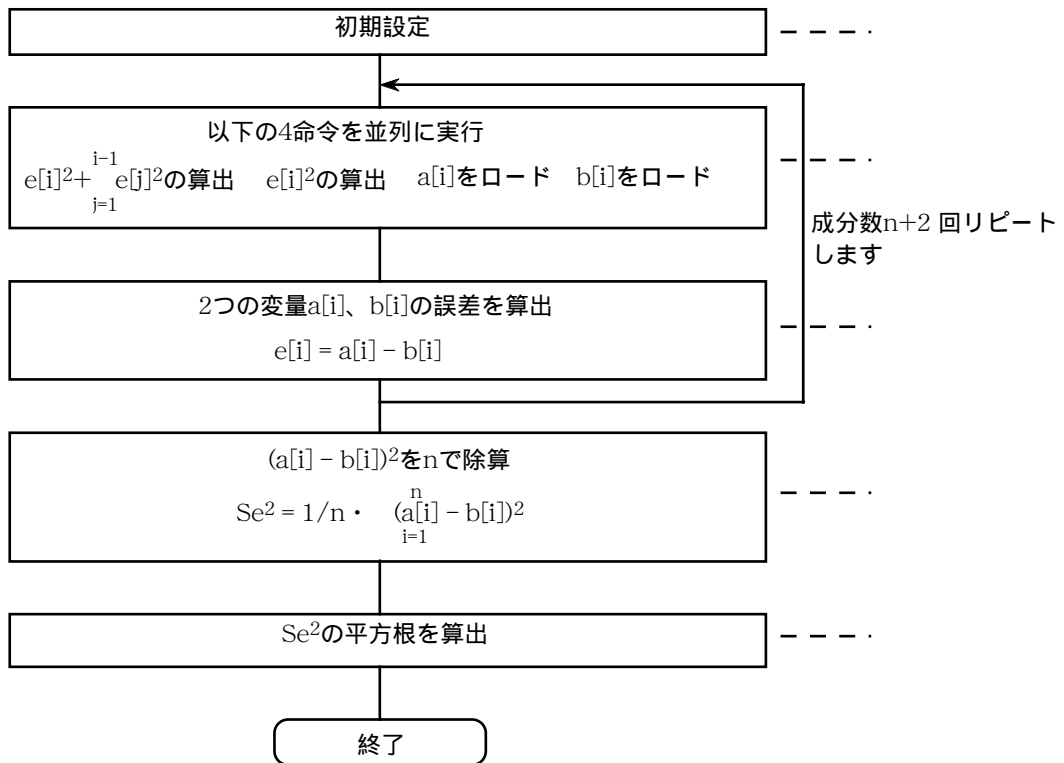 初期設定
以下の4命令を並列に実行
i−1
e[i]²+ e[j]²の算出 e[i]²の算出 a[i]をロード b[i]をロード
j=1
成分数n+2 回リピート
します
2つの変量a[i]、b[i]の誤差を算出
e[i] = a[i] − b[i]
(a[i] − b[i])²をnで除算
n
Se² = 1/n・ (a[i] − b[i])²
i=1
Se²の平方根を算出
終了